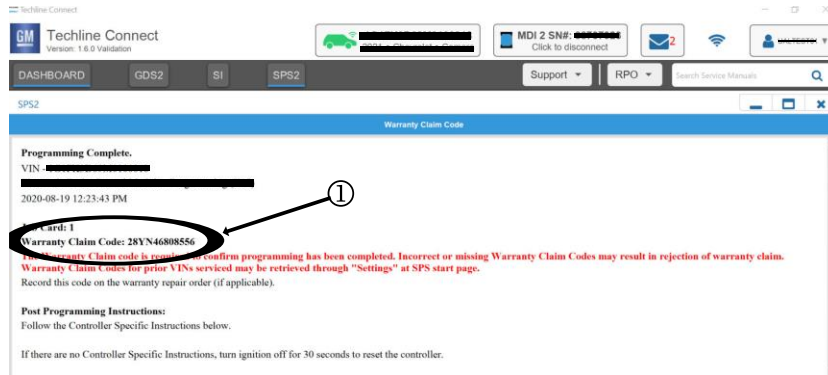 Techline Connect
GM
Techline Connect
Version: 1.6.0 Validation
MDI 2 SN#:
Click to disconnect
2
DASHBOARD GDS2 SI SPS2 Support RPO Search Service Manuals
SPS2
Warranty Claim Code
Programming Complete.
VIN -
2020-08-19 12:23:43 PM
①
Card: 1
Warranty Claim Code: 28YN46808556
Warranty Claim code is required to confirm programming has been completed. Incorrect or missing Warranty Claim Codes may result in rejection of warranty claim.
Warranty Claim Codes for prior VINs serviced may be retrieved through "Settings" at SPS start page.
Record this code on the warranty repair order (if applicable).
Post Programming Instructions:
Follow the Controller Specific Instructions below.
If there are no Controller Specific Instructions, turn ignition off for 30 seconds to reset the controller.